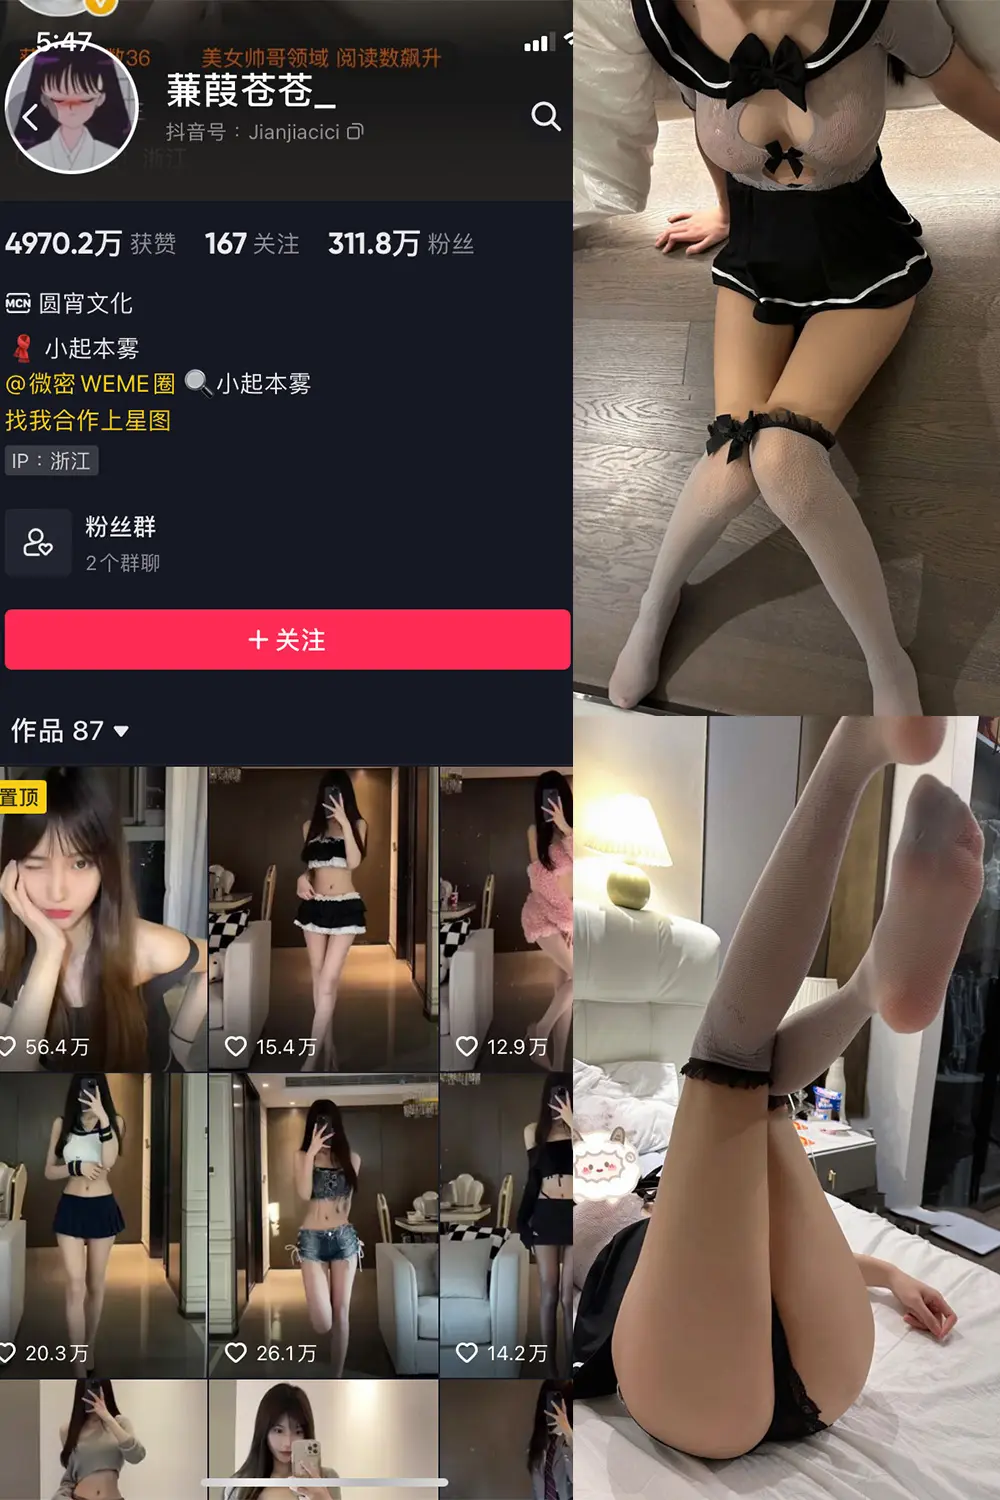 5:47
数36
美女帅哥领域 阅读数飙升
蒹葭苍苍_
抖音号：Jianjiacici
浙江
4970.2万 获赞 167 关注 311.8万 粉丝
MCN 圆宵文化
小起本雾
@微密WEME圈 小起本雾
找我合作上星图
IP：浙江
粉丝群
2个群聊
+ 关注
作品 87
置顶
56.4万
15.4万
12.9万
20.3万
26.1万
14.2万